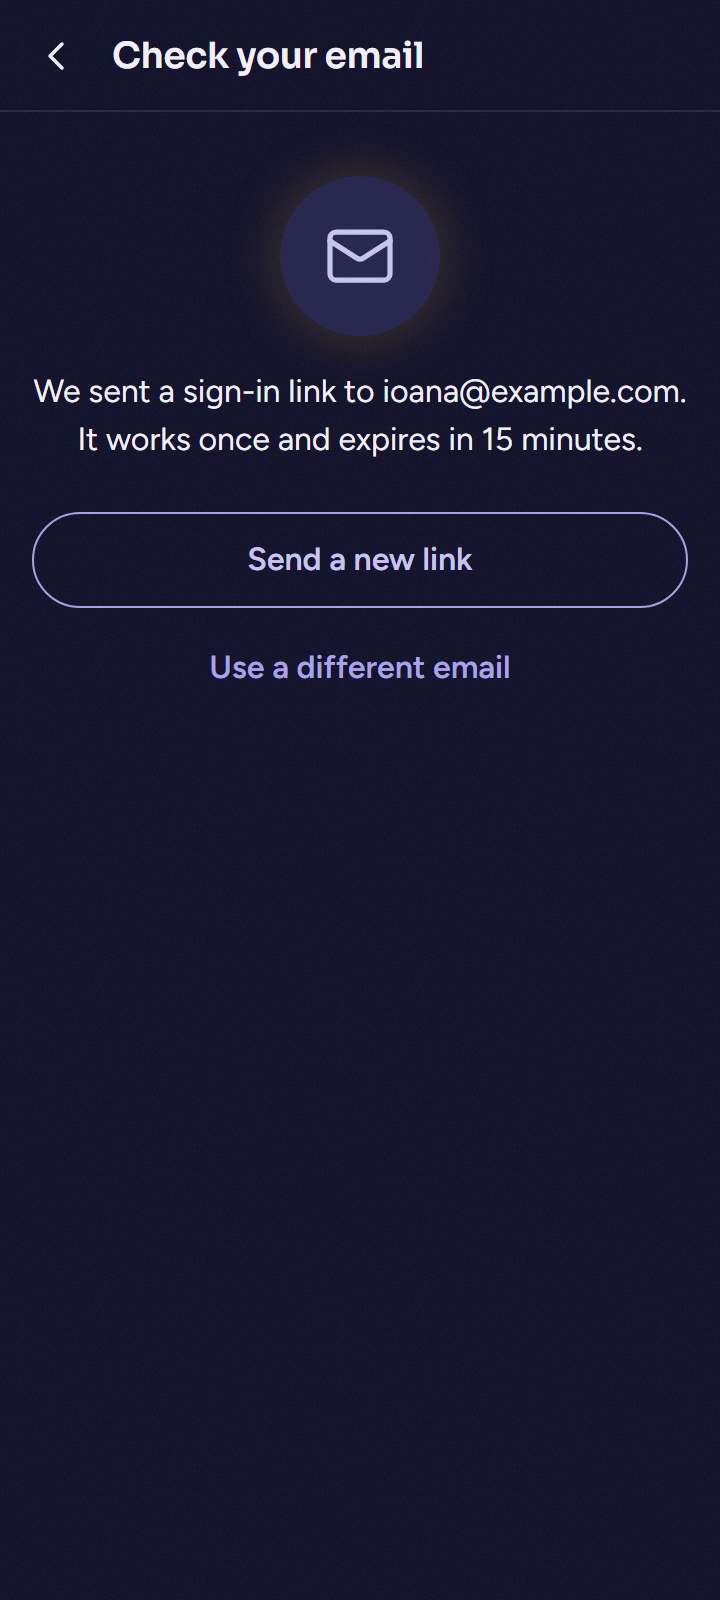 Check your email
We sent a sign-in link to ioana@example.com.
It works once and expires in 15 minutes.
Send a new link
Use a different email